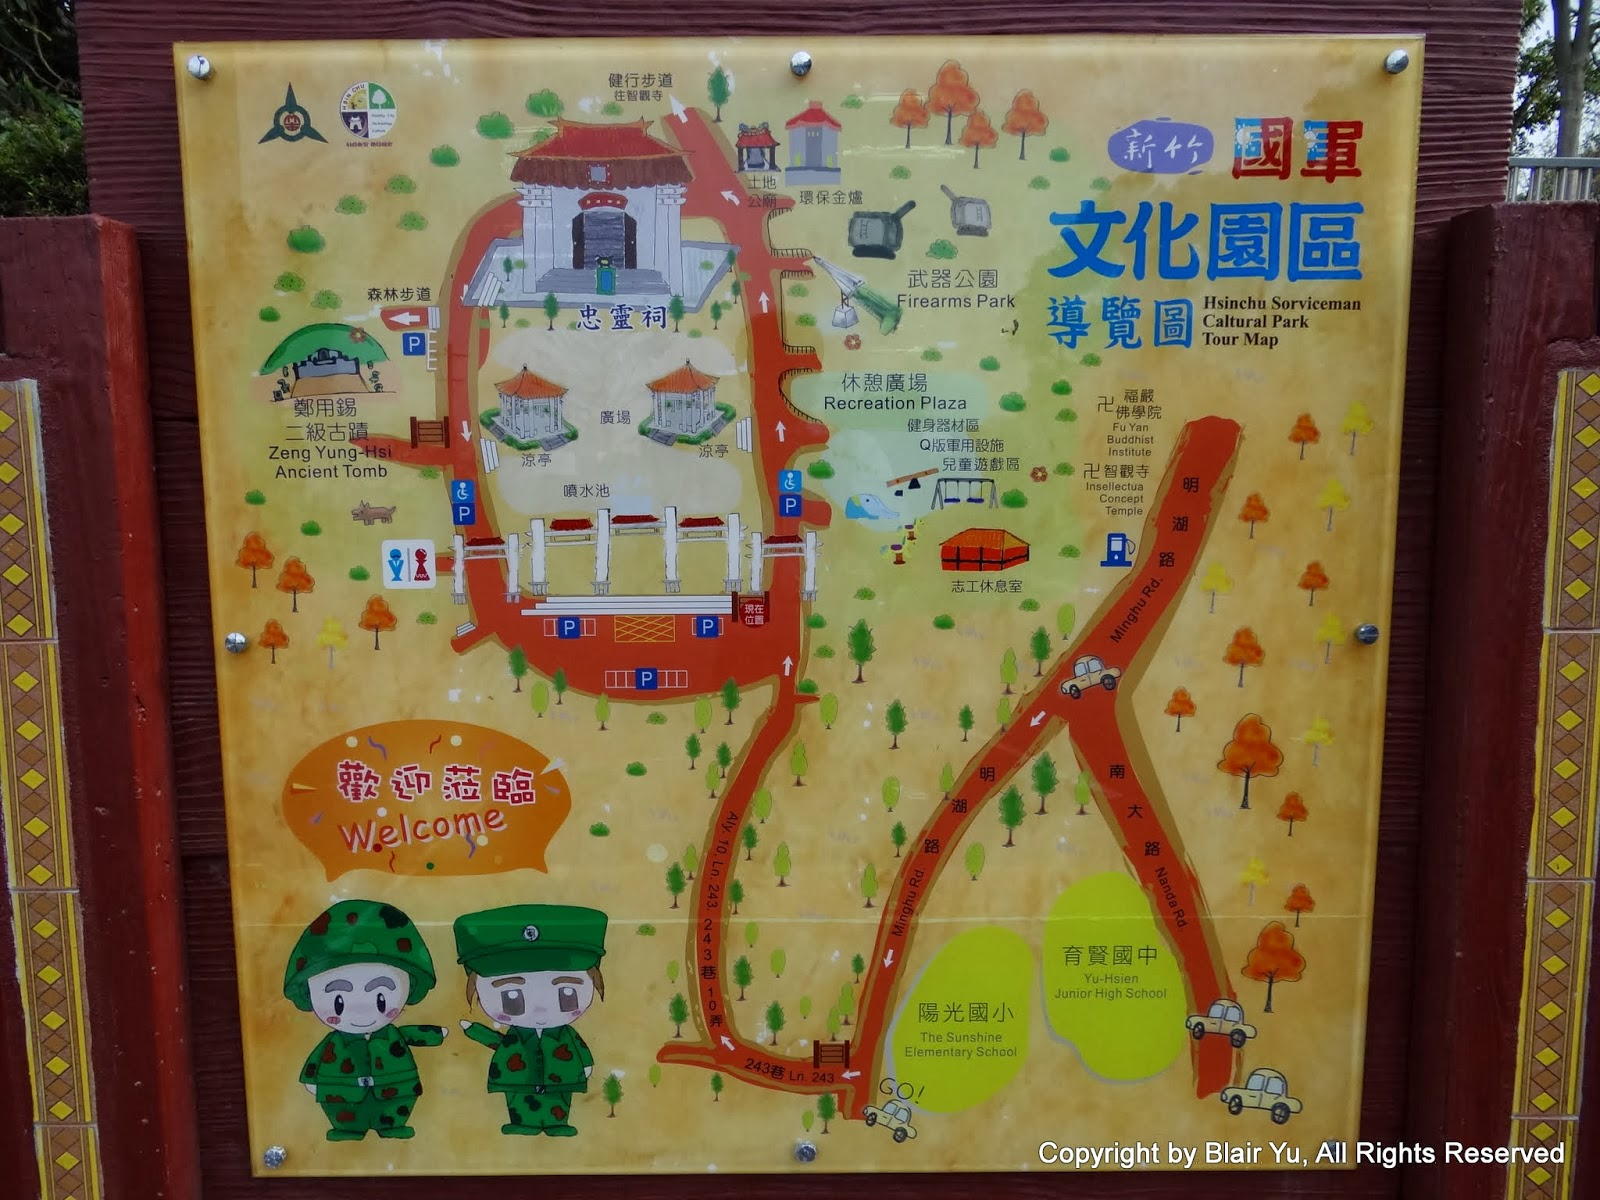 健行步道
往智觀寺
HSIN CHU
土地
公廟
環保金爐
新竹
國軍
文化園區
導覽圖
Hsinchu Sorviceman
Caltural Park
Tour Map
武器公園
Firearms Park
森林步道
P
忠靈祠
鄭用錫
二級古蹟
Zeng Yung-Hsi
Ancient Tomb
涼亭
廣場
涼亭
噴水池
休憩廣場
Recreation Plaza
健身器材區
Q版軍用設施
兒童遊戲區
志工休息室
P
P
現在
位置
P
P
P
卍福嚴
佛學院
Fu Yan
Buddhist
Institute
卍智觀寺
Insellectua
Concept
Temple
明湖路
Minghu Rd.
明湖路
Minghu Rd.
南大路
Nanda Rd.
歡迎蒞臨
Welcome
Aly. 10, Ln. 243. 243巷10弄
243巷 Ln. 243
GO!
陽光國小
The Sunshine
Elementary School
育賢國中
Yu-Hsien
Junior High School
Copyright by Blair Yu, All Rights Reserved